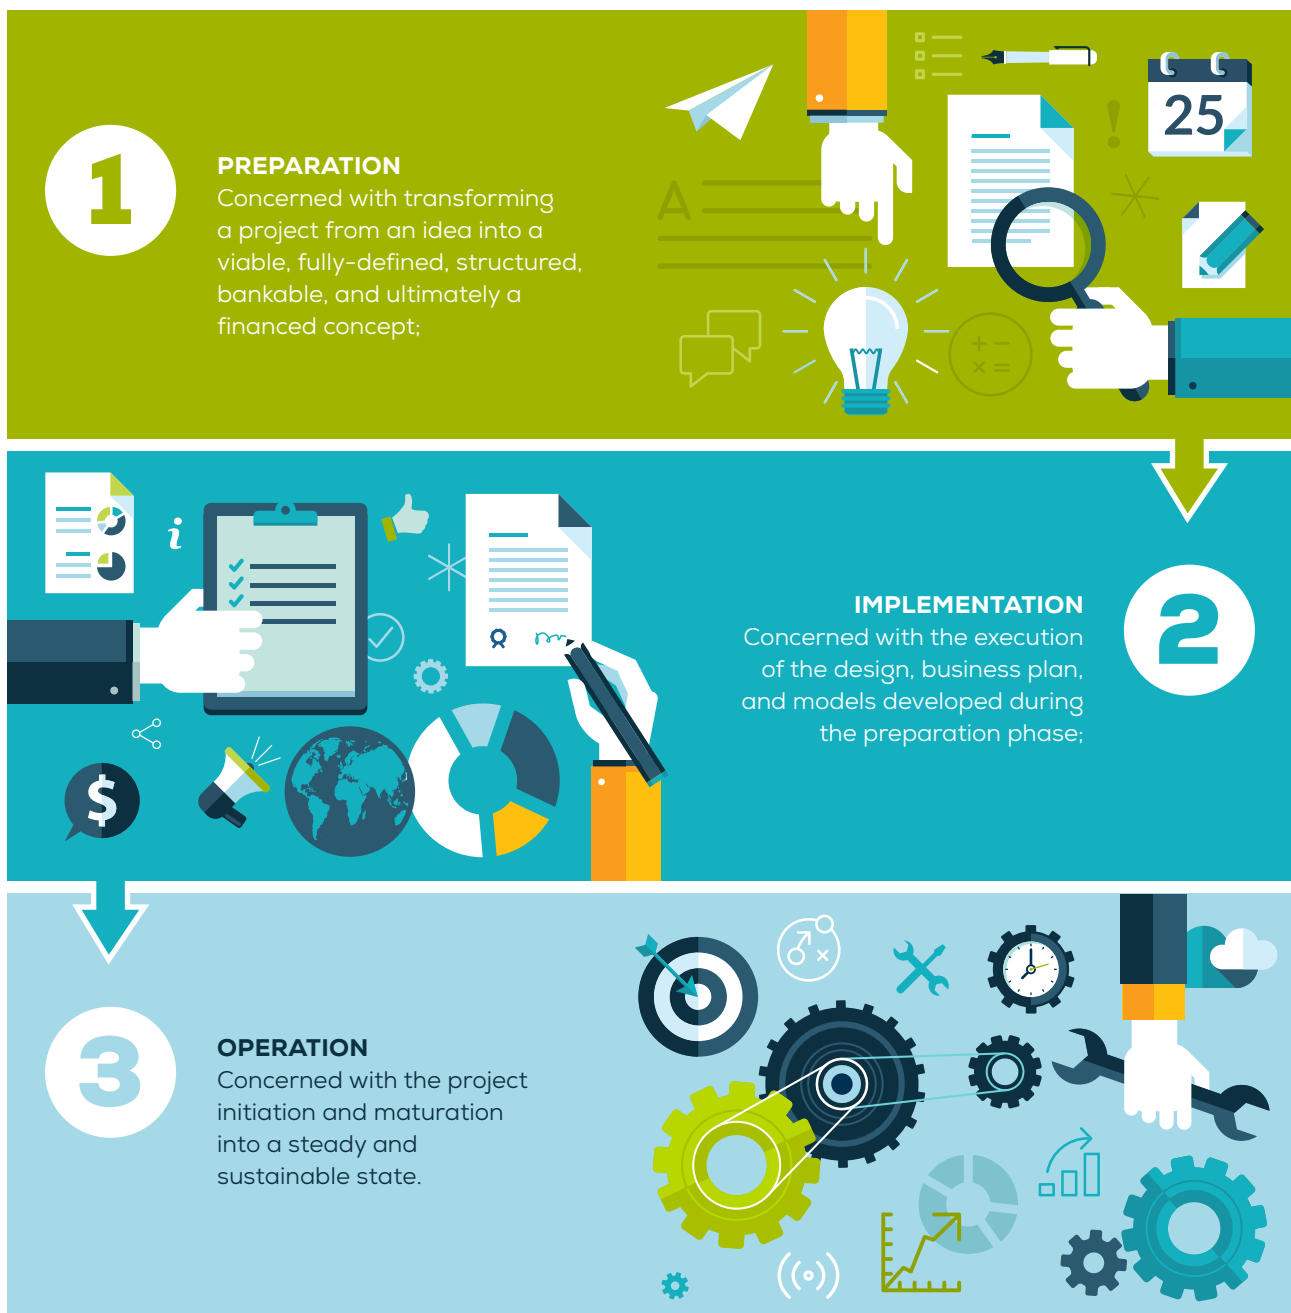 1
PREPARATION
Concerned with transforming
a project from an idea into a
viable, fully-defined, structured,
bankable, and ultimately a
financed concept;
A
25
IMPLEMENTATION
Concerned with the execution
of the design, business plan,
and models developed during
the preparation phase;
2
i
$
3
OPERATION
Concerned with the project
initiation and maturation
into a steady and
sustainable state.